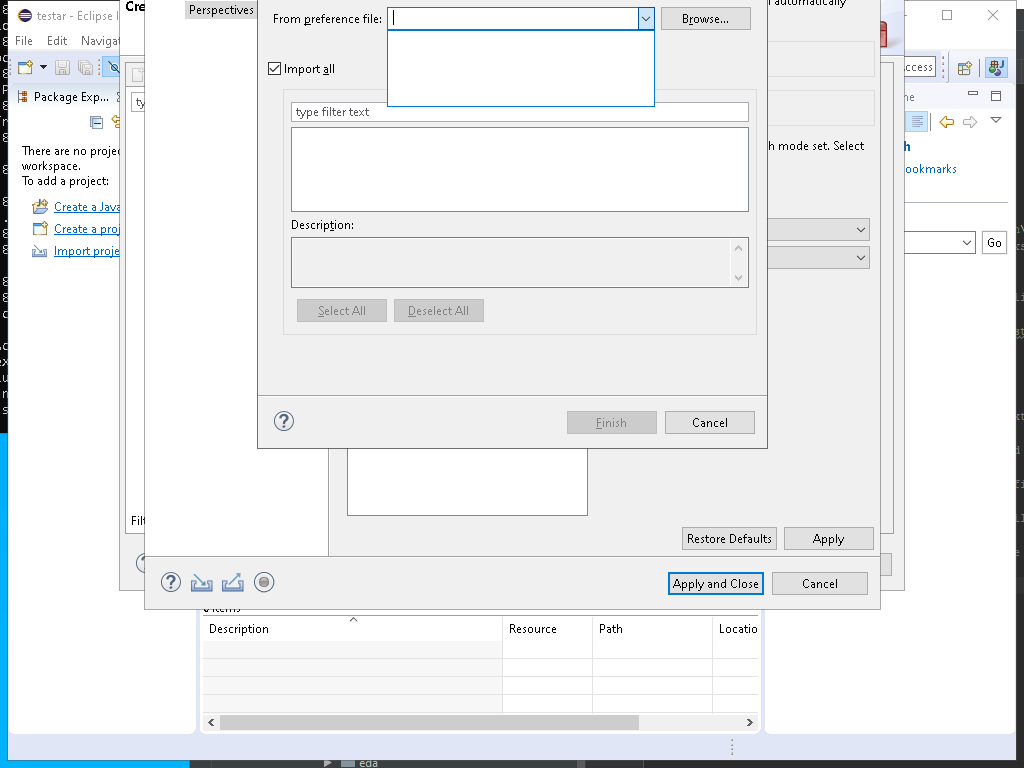 testar - Eclipse I
Cre
Perspectives
From preference file:
Browse...
automatically
File Edit Navigat
Import all
ccess
Package Exp...
ne
ty
type filter text
There are no projec
workspace.
To add a project:
h mode set. Select
h
ookmarks
Create a Java
Create a proj
Import proje
Description:
Go
Select All
Deselect All
Finish
Cancel
Filt
Restore Defaults
Apply
Apply and Close
Cancel
items
Description
Resource
Path
Locatio
eda